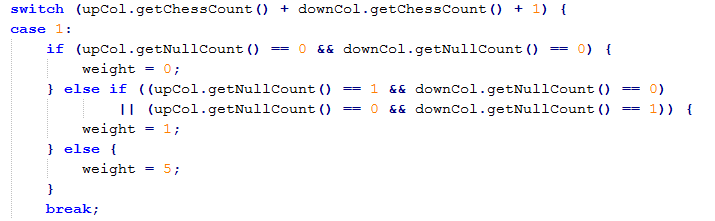 switch (upCol.getChessCount() + downCol.getChessCount() + 1) {
case 1:
    if (upCol.getNullCount() == 0 && downCol.getNullCount() == 0) {
        weight = 0;
    } else if ((upCol.getNullCount() == 1 && downCol.getNullCount() == 0)
            || (upCol.getNullCount() == 0 && downCol.getNullCount() == 1)) {
        weight = 1;
    } else {
        weight = 5;
    }
    break;